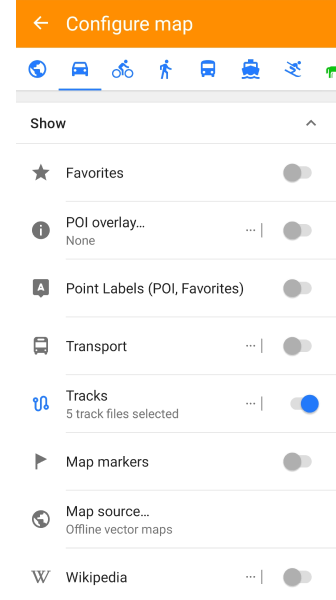 Configure map
Show
Favorites
POI overlay...
None
Point Labels (POI, Favorites)
Transport
Tracks
5 track files selected
Map markers
Map source...
Offline vector maps
Wikipedia